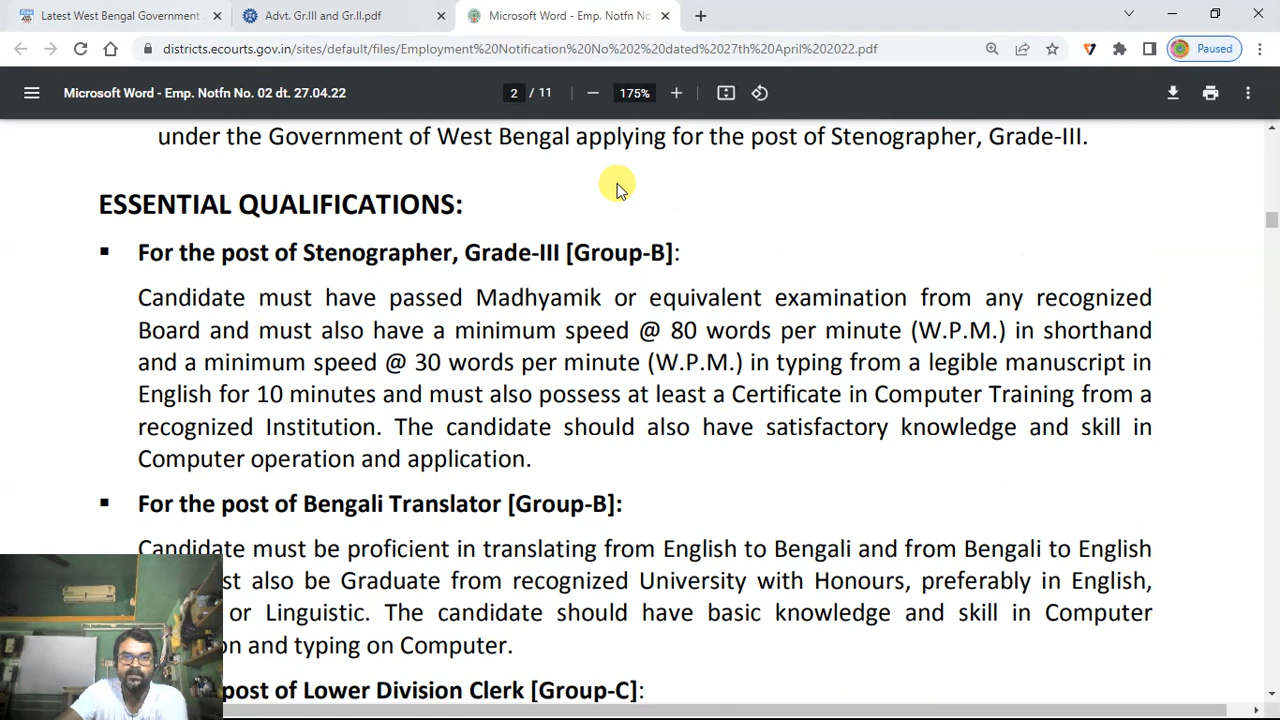 Latest West Bengal Government
Advt. Gr.III and Gr.II.pdf
Microsoft Word - Emp. Notfn No
districts.ecourts.gov.in/sites/default/files/Employment%20Notification%20No%202%20dated%2027th%20April%202022.pdf
Paused
Microsoft Word - Emp. Notfn No. 02 dt. 27.04.22
2 / 11
175%
under the Government of West Bengal applying for the post of Stenographer, Grade-III.
ESSENTIAL QUALIFICATIONS:
▪ For the post of Stenographer, Grade-III [Group-B]:
Candidate must have passed Madhyamik or equivalent examination from any recognized
Board and must also have a minimum speed @ 80 words per minute (W.P.M.) in shorthand
and a minimum speed @ 30 words per minute (W.P.M.) in typing from a legible manuscript in
English for 10 minutes and must also possess at least a Certificate in Computer Training from a
recognized Institution. The candidate should also have satisfactory knowledge and skill in
Computer operation and application.
▪ For the post of Bengali Translator [Group-B]:
Candidate must be proficient in translating from English to Bengali and from Bengali to English
st also be Graduate from recognized University with Honours, preferably in English,
or Linguistic. The candidate should have basic knowledge and skill in Computer
on and typing on Computer.
post of Lower Division Clerk [Group-C]: